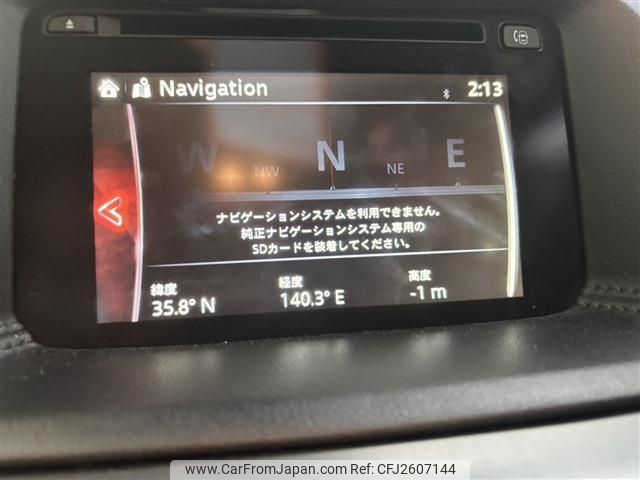 Navigation
2:13
W NW N NE E
ナビゲーションシステムを利用できません。
純正ナビゲーションシステム専用の
SDカードを装着してください。
緯度 経度 高度
35.8° N 140.3° E -1 m
www.CarFromJapan.com Ref: ID: CFJ2607144